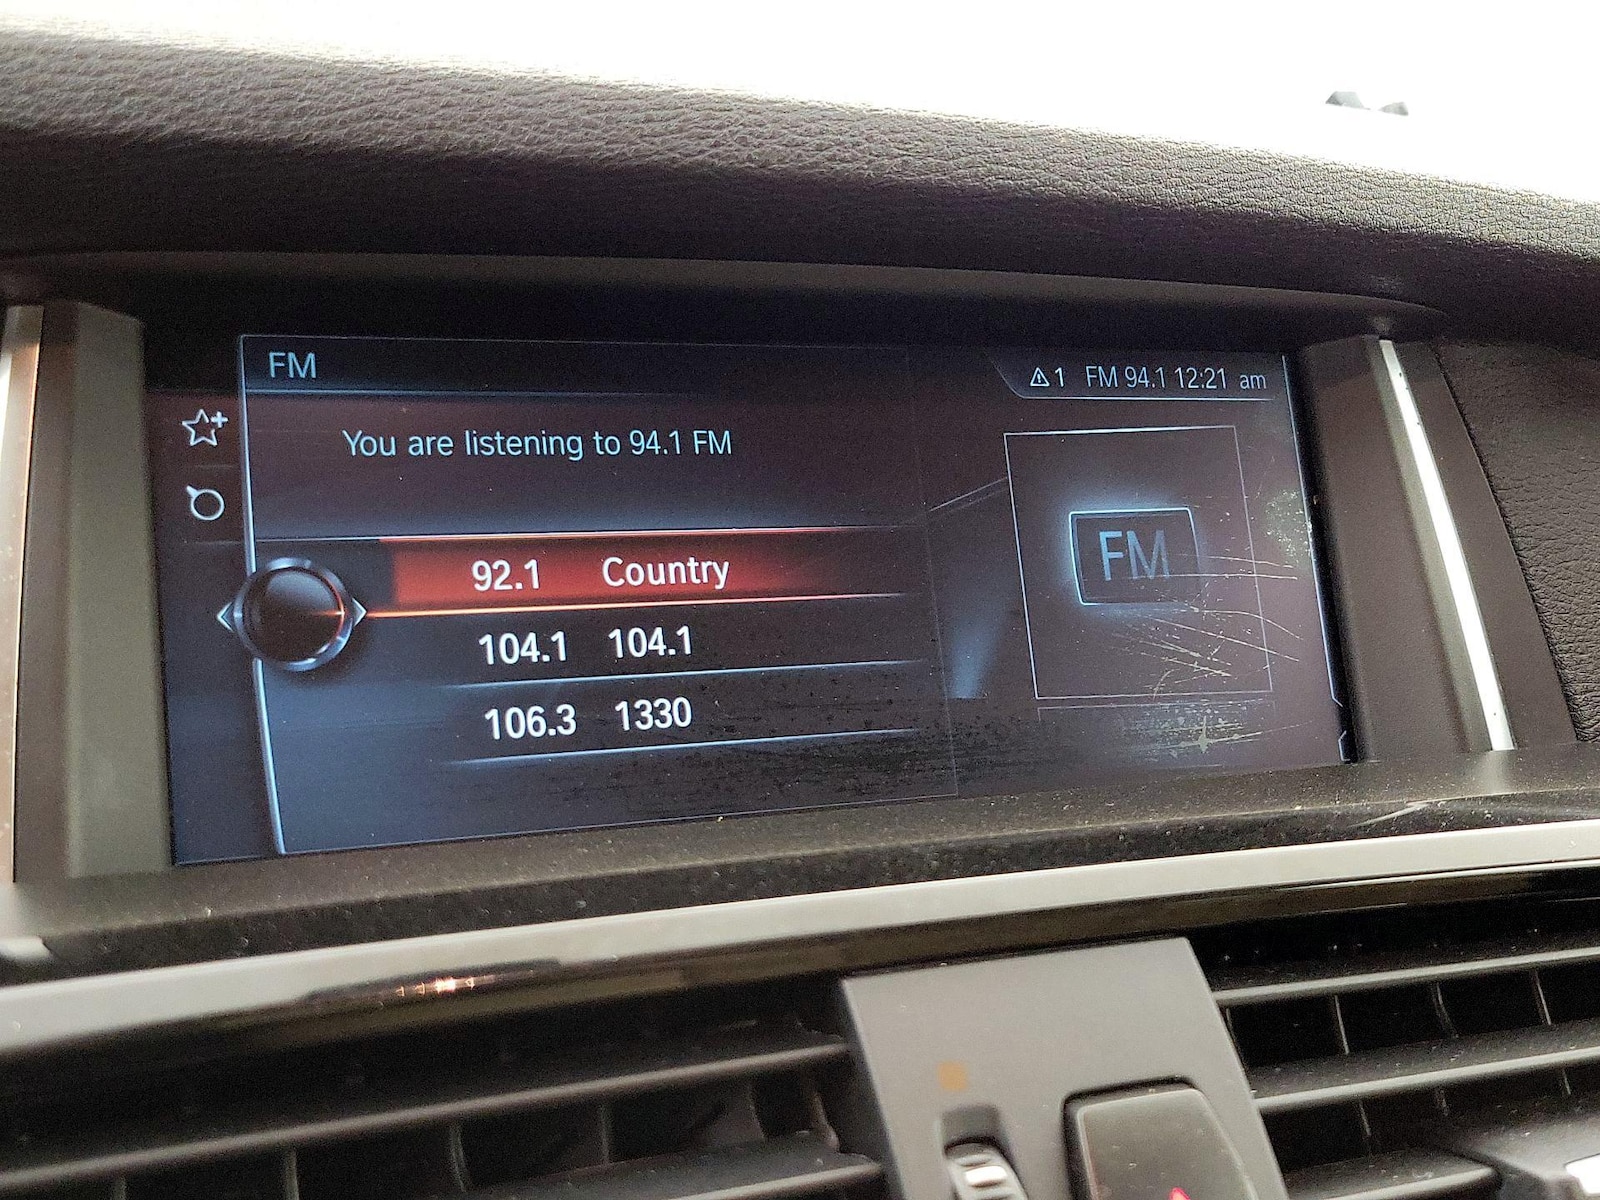 FM
1 FM 94.1 12:21 am
You are listening to 94.1 FM
FM
92.1 Country
104.1 104.1
106.3 1330